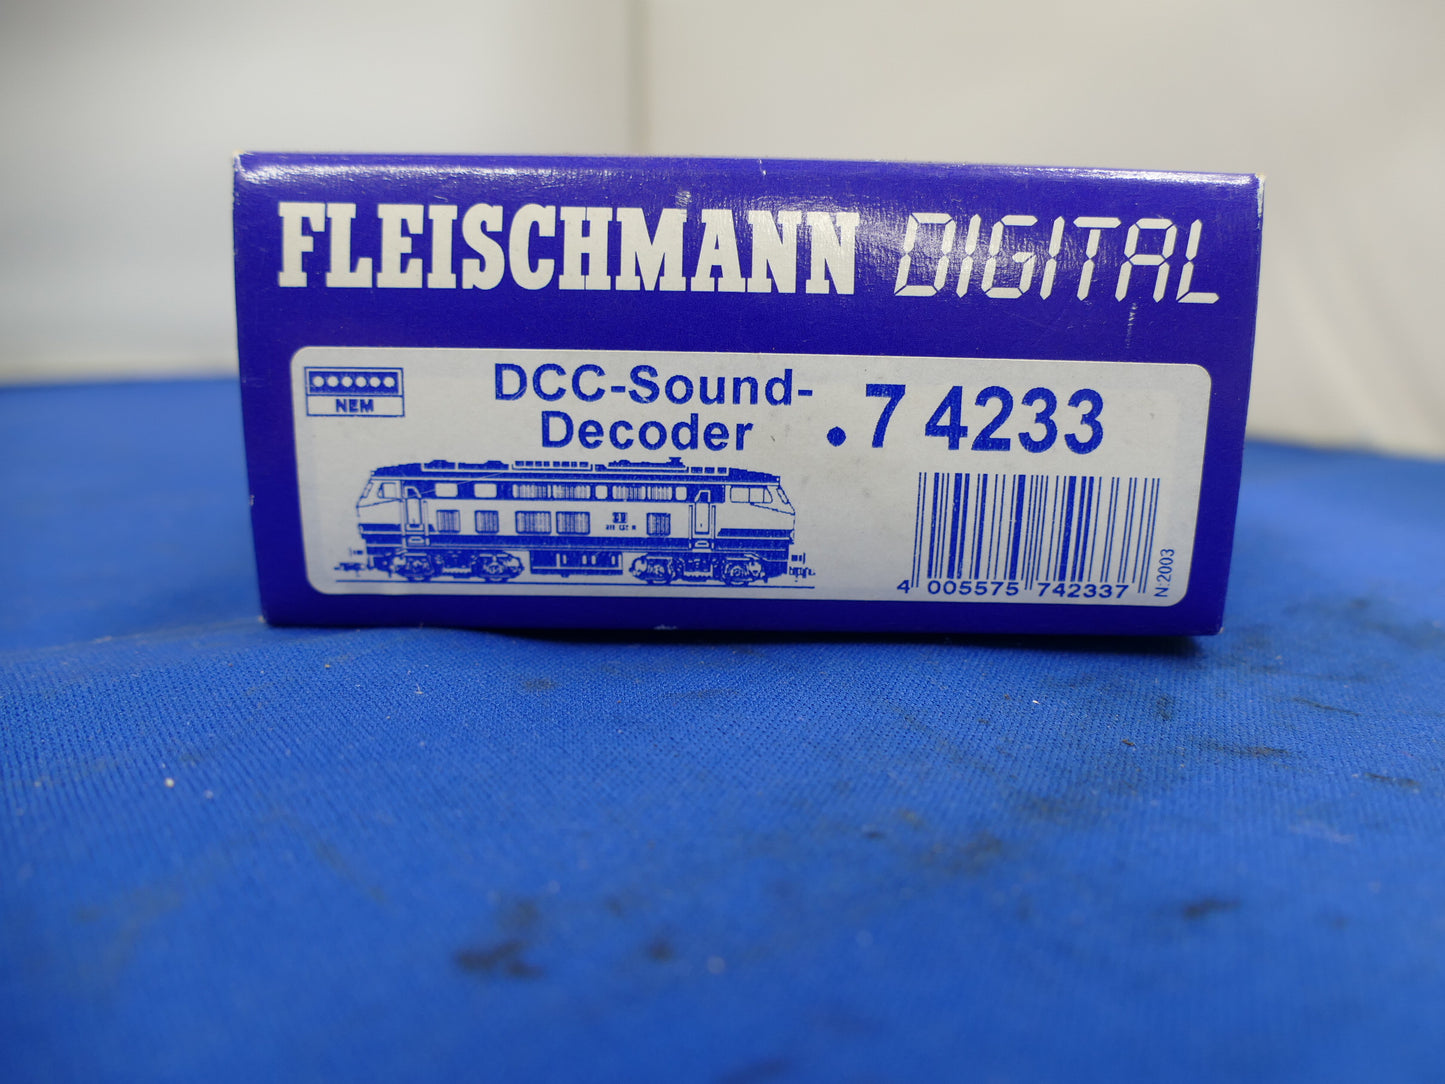 FLEISCHMANN DIGITAL
NEM
DCC-Sound-
Decoder
.7 4233
4 005575 742337
N.2003